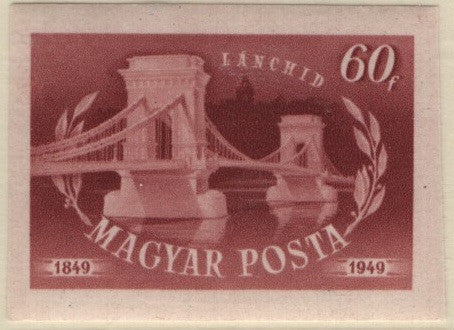 LÁNCHID
60f
MAGYAR POSTA
1849
1949